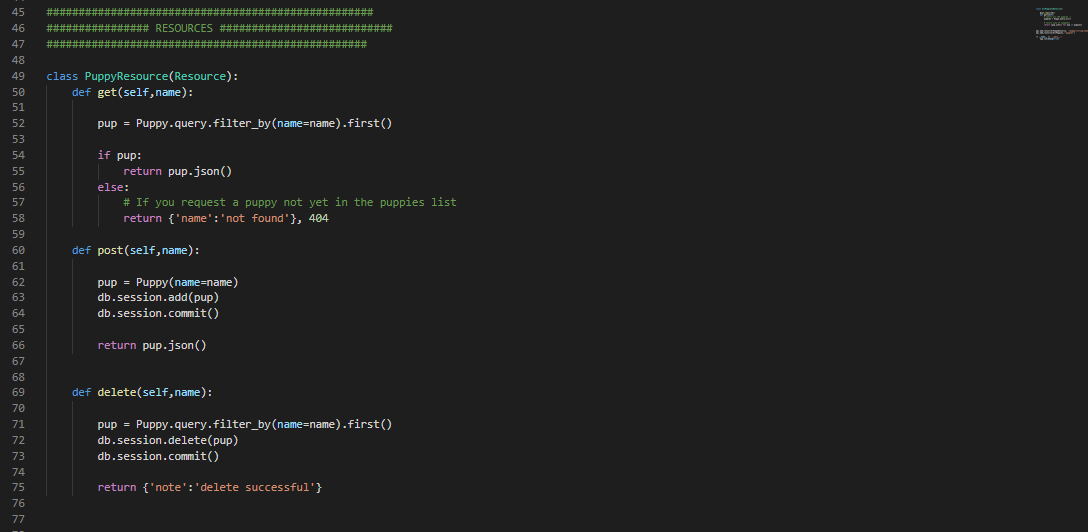 45 ###################################################
46 ################ RESOURCES ###########################
47 ##################################################
48
49 class PuppyResource(Resource):
50     def get(self,name):
51
52         pup = Puppy.query.filter_by(name=name).first()
53
54         if pup:
55             return pup.json()
56         else:
57             # If you request a puppy not yet in the puppies list
58             return {'name':'not found'}, 404
59
60     def post(self,name):
61
62         pup = Puppy(name=name)
63         db.session.add(pup)
64         db.session.commit()
65
66         return pup.json()
67
68
69     def delete(self,name):
70
71         pup = Puppy.query.filter_by(name=name).first()
72         db.session.delete(pup)
73         db.session.commit()
74
75         return {'note':'delete successful'}
76
77